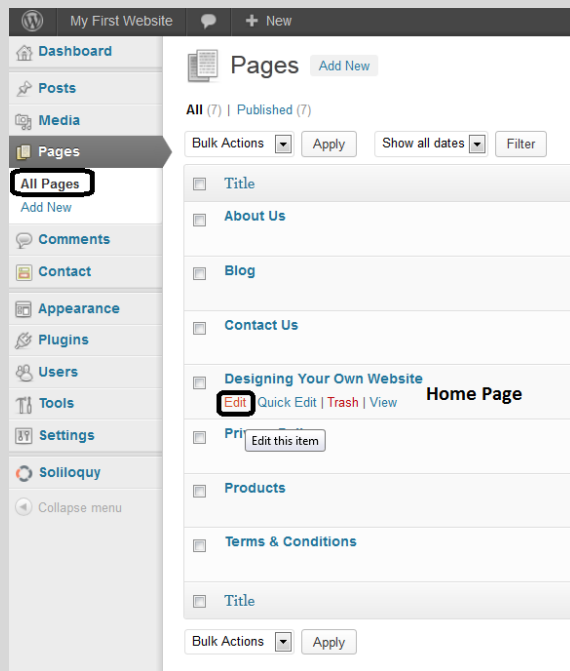 My First Website + New
Dashboard
Posts
Media
Pages
All Pages
Add New
Comments
Contact
Appearance
Plugins
Users
Tools
Settings
Soliloquy
Collapse menu
Pages Add New
All (7) | Published (7)
Bulk Actions Apply Show all dates Filter
Title
About Us
Blog
Contact Us
Designing Your Own Website
Edit Quick Edit | Trash | View
Home Page
Edit this item
Products
Terms & Conditions
Title
Bulk Actions Apply